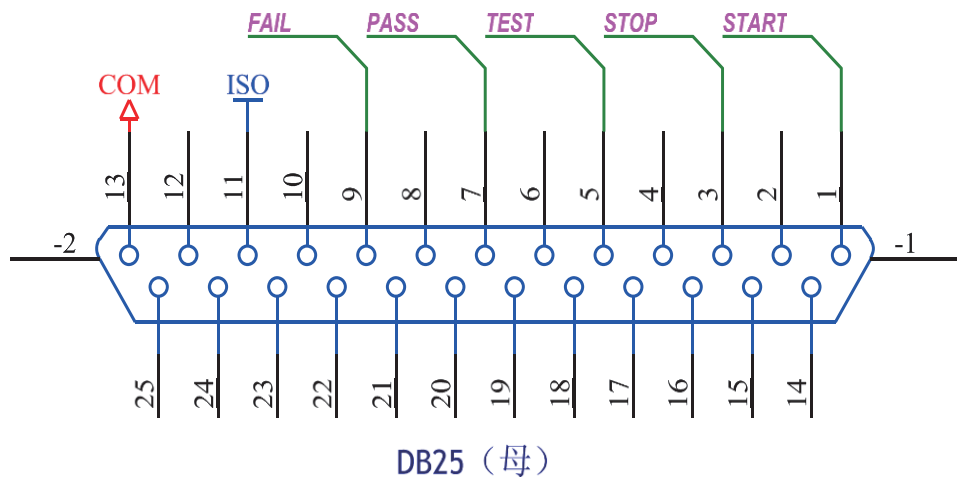 FAIL PASS TEST STOP START
COM ISO
13 12 11 10 9 8 7 6 5 4 3 2 1
-2 -1
25 24 23 22 21 20 19 18 17 16 15 14
DB25（母）